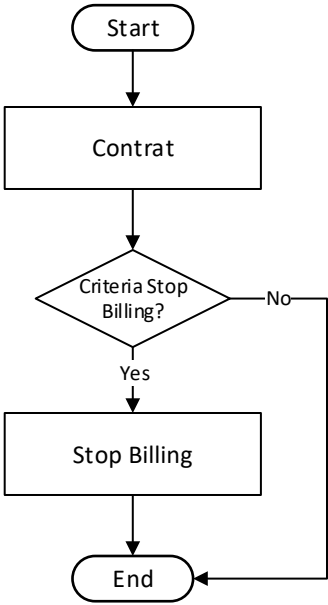 Start
Contrat
Criteria Stop
Billing?
No
Yes
Stop Billing
End